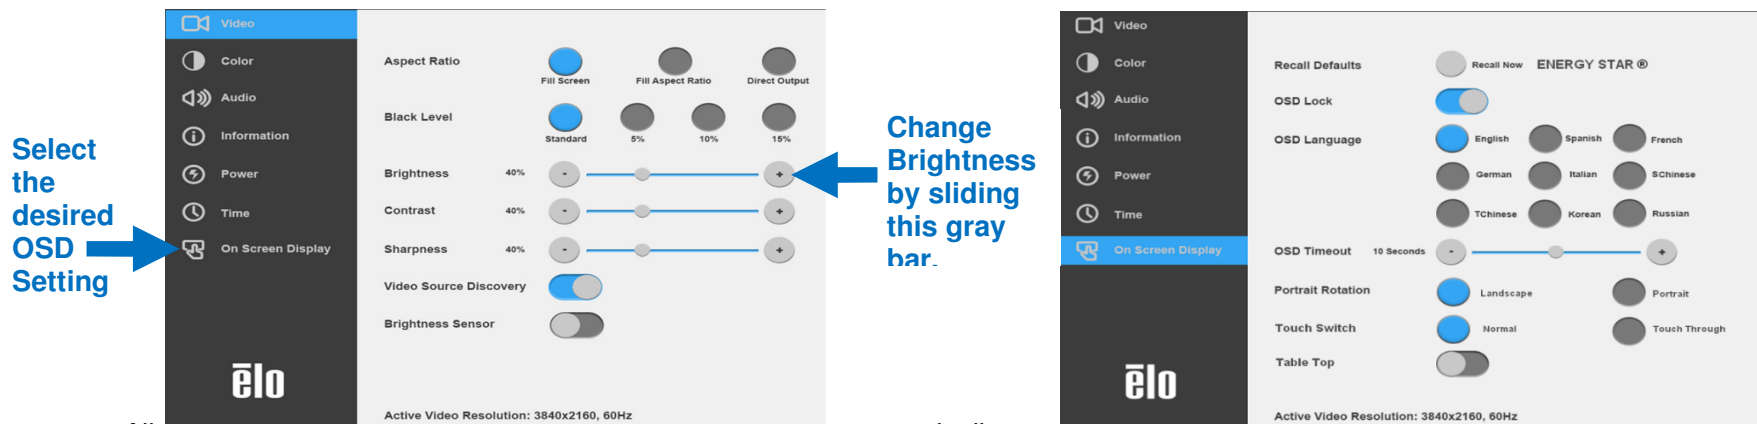 Select
the
desired
OSD
Setting
Video
Color
Audio
Information
Power
Time
On Screen Display
ēlo
Aspect Ratio
Fill Screen Fill Aspect Ratio Direct Output
Black Level
Standard 5% 10% 15%
Brightness 40% - +
Contrast 40% - +
Sharpness 40% - +
Video Source Discovery
Brightness Sensor
Active Video Resolution: 3840x2160, 60Hz
Change
Brightness
by sliding
this gray
bar.
Video
Color
Audio
Information
Power
Time
On Screen Display
ēlo
Recall Defaults Recall Now ENERGY STAR ®
OSD Lock
OSD Language English Spanish French
German Italian SChinese
TChinese Korean Russian
OSD Timeout 10 Seconds - +
Portrait Rotation Landscape Portrait
Touch Switch Normal Touch Through
Table Top
Active Video Resolution: 3840x2160, 60Hz